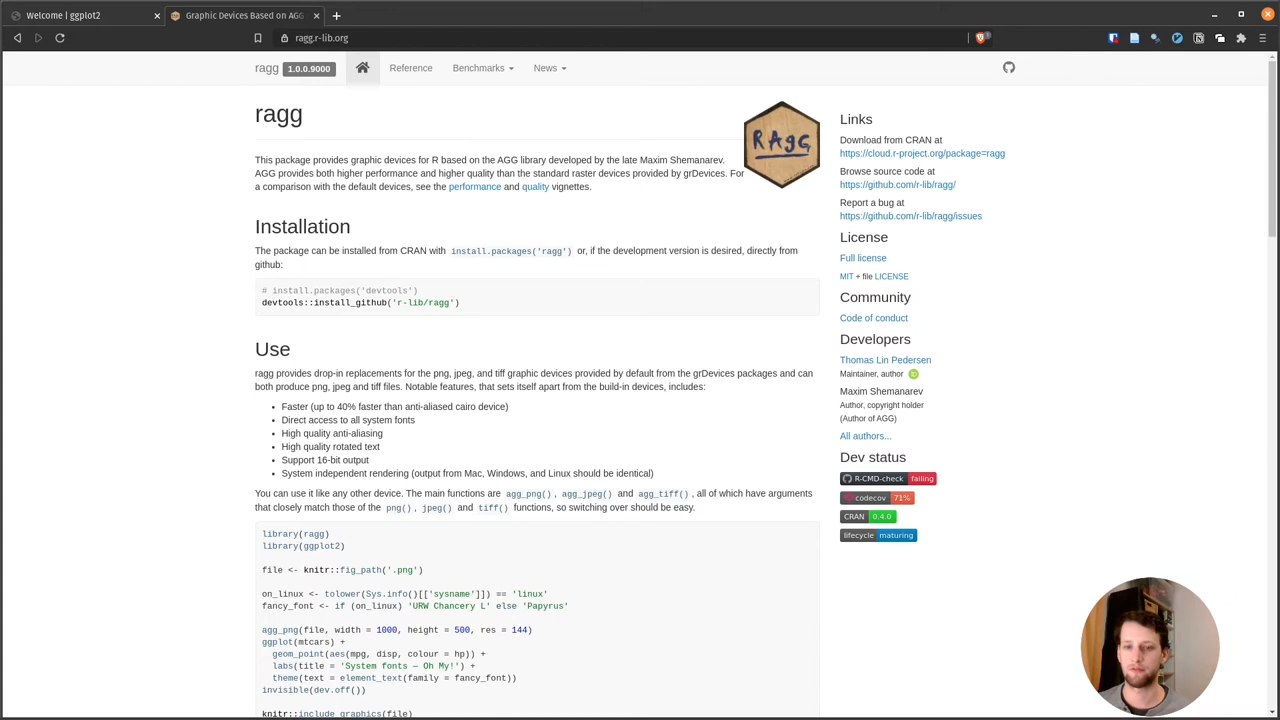 Welcome | ggplot2
Graphic Devices Based on AGG
ragg.r-lib.org
ragg 1.0.0.9000
Reference
Benchmarks
News
ragg
RAgg
This package provides graphic devices for R based on the AGG library developed by the late Maxim Shemanarev.
AGG provides both higher performance and higher quality than the standard raster devices provided by grDevices. For
a comparison with the default devices, see the performance and quality vignettes.
Installation
The package can be installed from CRAN with install.packages('ragg') or, if the development version is desired, directly from
github:
# install.packages('devtools')
devtools::install_github('r-lib/ragg')
Use
ragg provides drop-in replacements for the png, jpeg, and tiff graphic devices provided by default from the grDevices packages and can
both produce png, jpeg and tiff files. Notable features, that sets itself apart from the build-in devices, includes:
• Faster (up to 40% faster than anti-aliased cairo device)
• Direct access to all system fonts
• High quality anti-aliasing
• High quality rotated text
• Support 16-bit output
• System independent rendering (output from Mac, Windows, and Linux should be identical)
You can use it like any other device. The main functions are agg_png(), agg_jpeg() and agg_tiff(), all of which have arguments
that closely match those of the png(), jpeg() and tiff() functions, so switching over should be easy.
library(ragg)
library(ggplot2)
file <- knitr::fig_path('.png')
on_linux <- tolower(Sys.info()[['sysname']]) == 'linux'
fancy_font <- if (on_linux) 'URW Chancery L' else 'Papyrus'
agg_png(file, width = 1000, height = 500, res = 144)
ggplot(mtcars) +
  geom_point(aes(mpg, disp, colour = hp)) +
  labs(title = 'System fonts — Oh My!') +
  theme(text = element_text(family = fancy_font))
invisible(dev.off())
knitr::include_graphics(file)
Links
Download from CRAN at
https://cloud.r-project.org/package=ragg
Browse source code at
https://github.com/r-lib/ragg/
Report a bug at
https://github.com/r-lib/ragg/issues
License
Full license
MIT + file LICENSE
Community
Code of conduct
Developers
Thomas Lin Pedersen
Maintainer, author iD
Maxim Shemanarev
Author, copyright holder
(Author of AGG)
All authors...
Dev status
R-CMD-check failing
codecov 71%
CRAN 0.4.0
lifecycle maturing